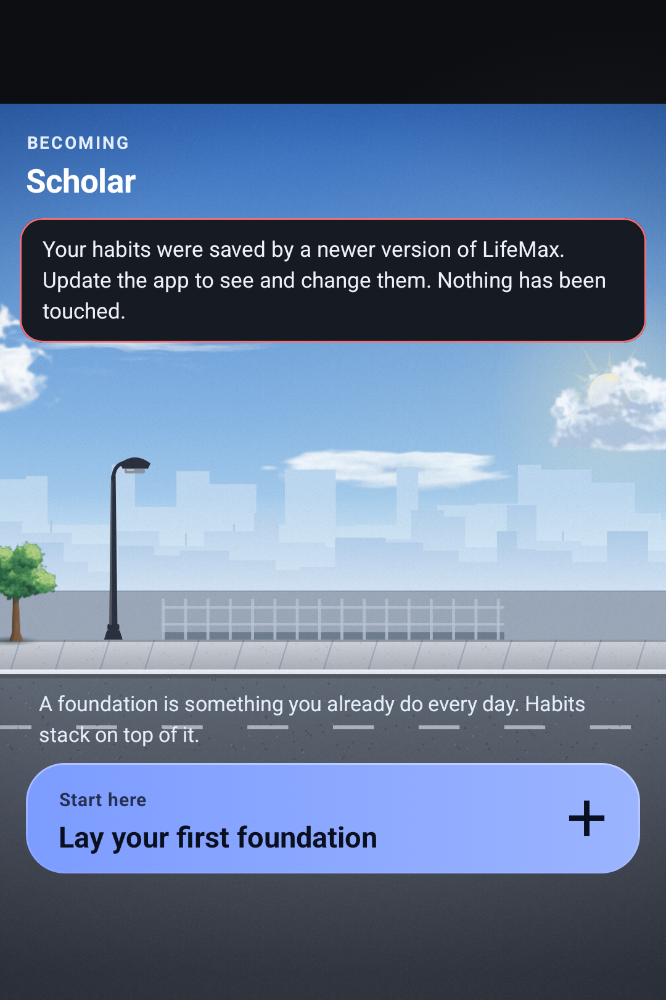 BECOMING
Scholar
Your habits were saved by a newer version of LifeMax.
Update the app to see and change them. Nothing has been
touched.
A foundation is something you already do every day. Habits
stack on top of it.
Start here
Lay your first foundation